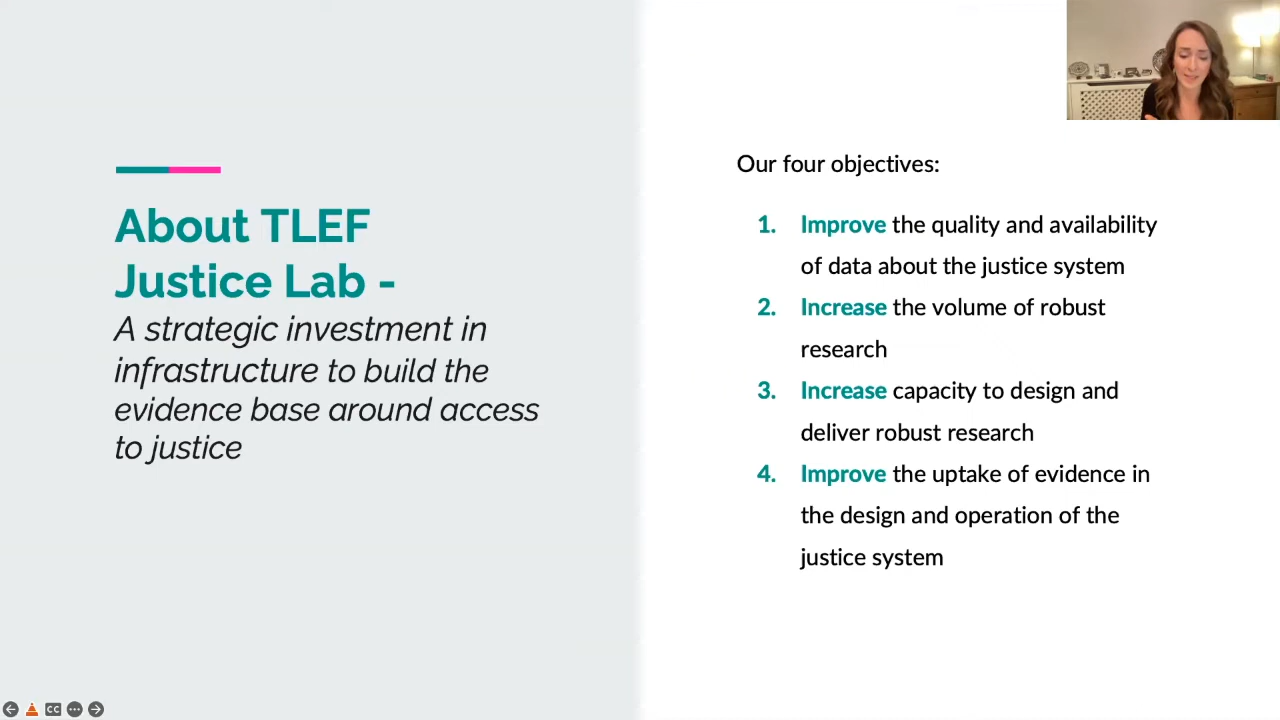 About TLEF
Justice Lab -
A strategic investment in
infrastructure to build the
evidence base around access
to justice
Our four objectives:
1. Improve the quality and availability
of data about the justice system
2. Increase the volume of robust
research
3. Increase capacity to design and
deliver robust research
4. Improve the uptake of evidence in
the design and operation of the
justice system
CC